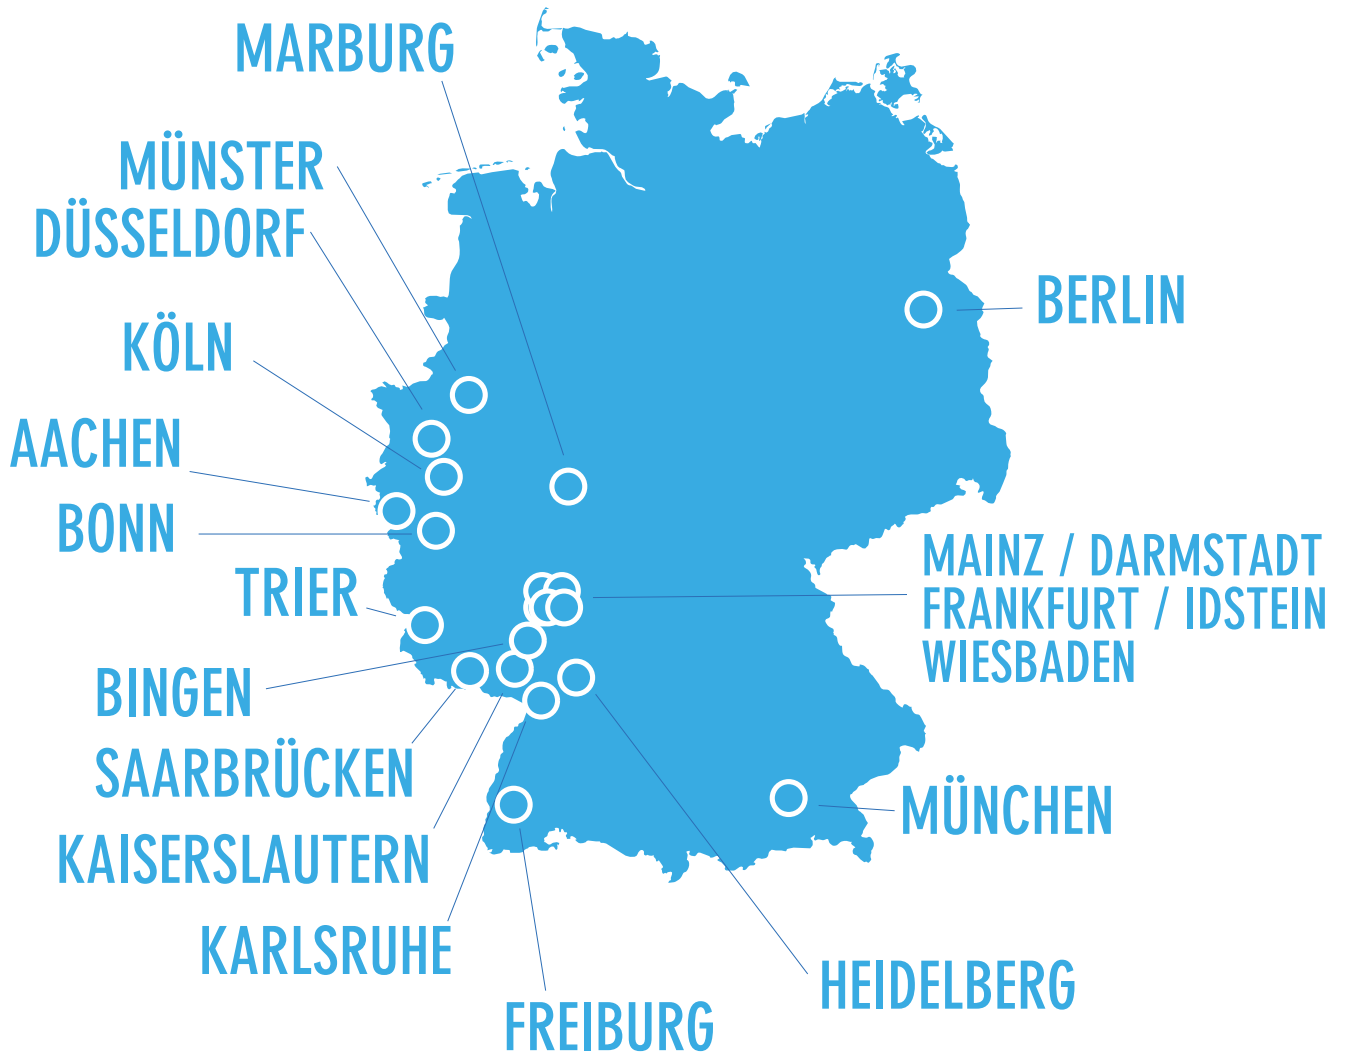 MARBURG
MÜNSTER
DÜSSELDORF
BERLIN
KÖLN
AACHEN
BONN
MAINZ / DARMSTADT
FRANKFURT / IDSTEIN
WIESBADEN
TRIER
BINGEN
SAARBRÜCKEN
MÜNCHEN
KAISERSLAUTERN
KARLSRUHE
HEIDELBERG
FREIBURG